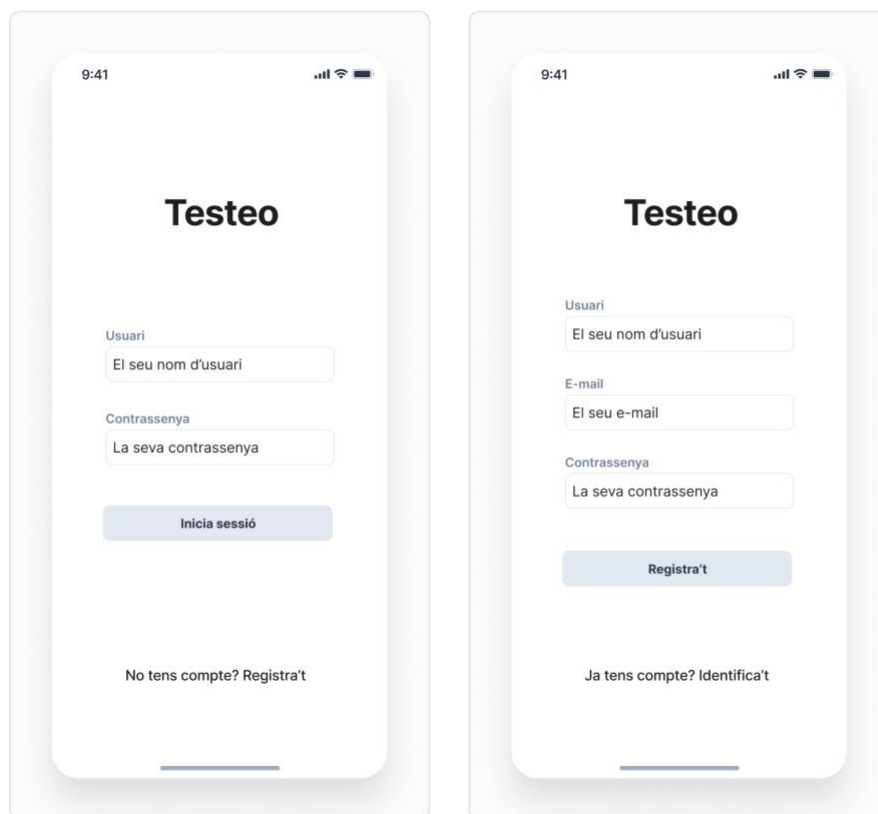 9:41
Testeo
Usuari
El seu nom d’usuari
Contrassenya
La seva contrassenya
Inicia sessió
No tens compte? Registra’t
9:41
Testeo
Usuari
El seu nom d’usuari
E-mail
El seu e-mail
Contrassenya
La seva contrassenya
Registra’t
Ja tens compte? Identifica’t